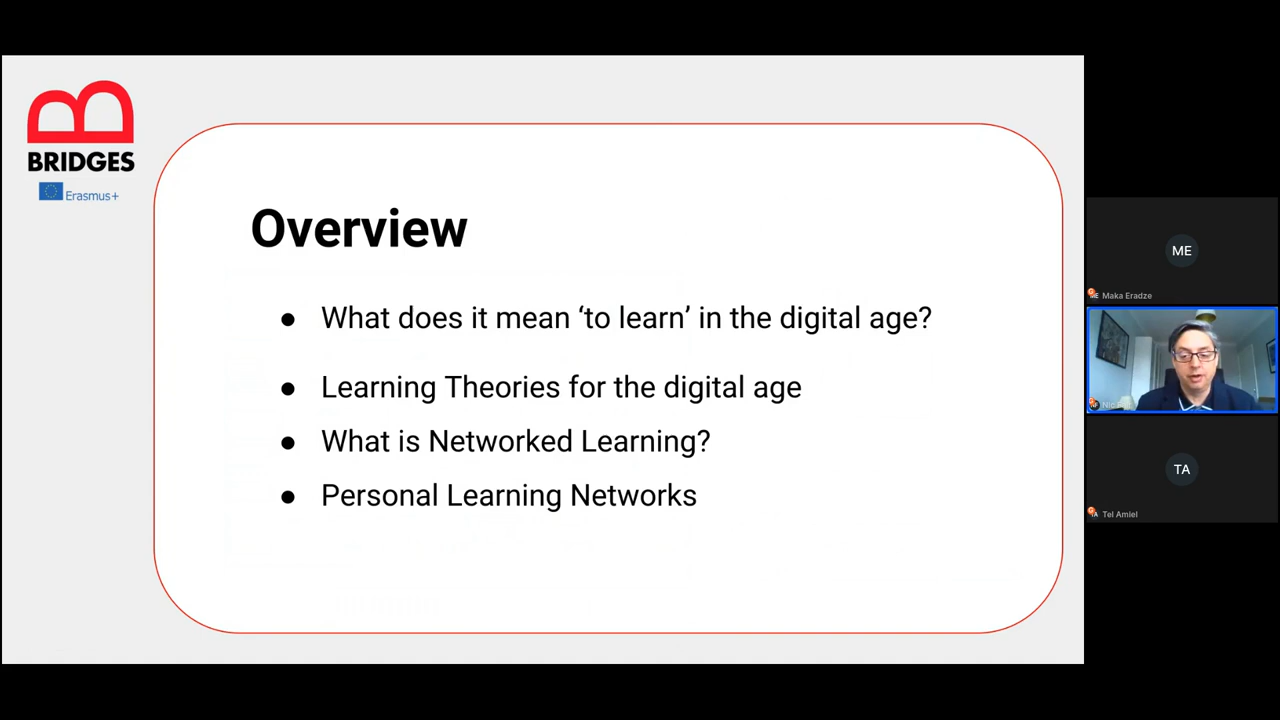 BRIDGES
Erasmus+
Overview
● What does it mean ‘to learn’ in the digital age?
● Learning Theories for the digital age
● What is Networked Learning?
● Personal Learning Networks
ME
Maka Eradze
TA
Tel Amiel